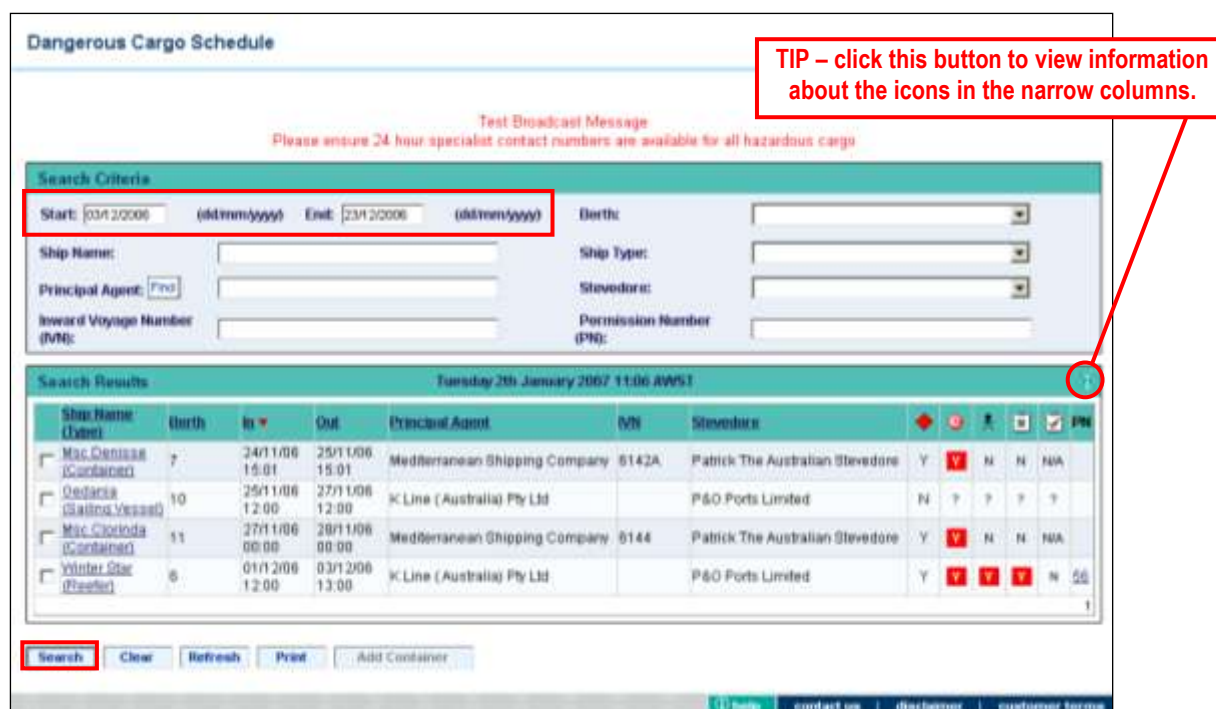 Dangerous Cargo Schedule
TIP – click this button to view information
about the icons in the narrow columns.
Test Broadcast Message
Please ensure 24 hour specialist contact numbers are available for all hazardous cargo
Search Criteria
Start: 03/12/2006 (dd/mm/yyyy) End: 23/12/2006 (dd/mm/yyyy) Berth:
Ship Name: Ship Type:
Principal Agent: Find Stevedore:
Inward Voyage Number Permission Number
(IVN): (PN):
Search Results Tuesday 2th January 2007 11:06 AWST
Ship Name (Type) Berth In Out Principal Agent IVN Stevedore PN
Msc Denisse (Container) 7 24/11/06 15:01 25/11/06 15:01 Mediterranean Shipping Company 6142A Patrick The Australian Stevedore Y Y N N N/A
Oedania (Sailing Vessel) 10 25/11/06 12:00 27/11/06 12:00 K Line (Australia) Pty Ltd P&O Ports Limited N ? ? ? ?
Msc Clorinda (Container) 11 27/11/06 00:00 28/11/06 00:00 Mediterranean Shipping Company 6144 Patrick The Australian Stevedore Y Y N N N/A
Winter Star (Reefer) 6 01/12/06 12:00 03/12/06 13:00 K Line (Australia) Pty Ltd P&O Ports Limited Y Y Y Y N 56
1
Search Clear Refresh Print Add Container
help contact us | disclaimer | customer terms